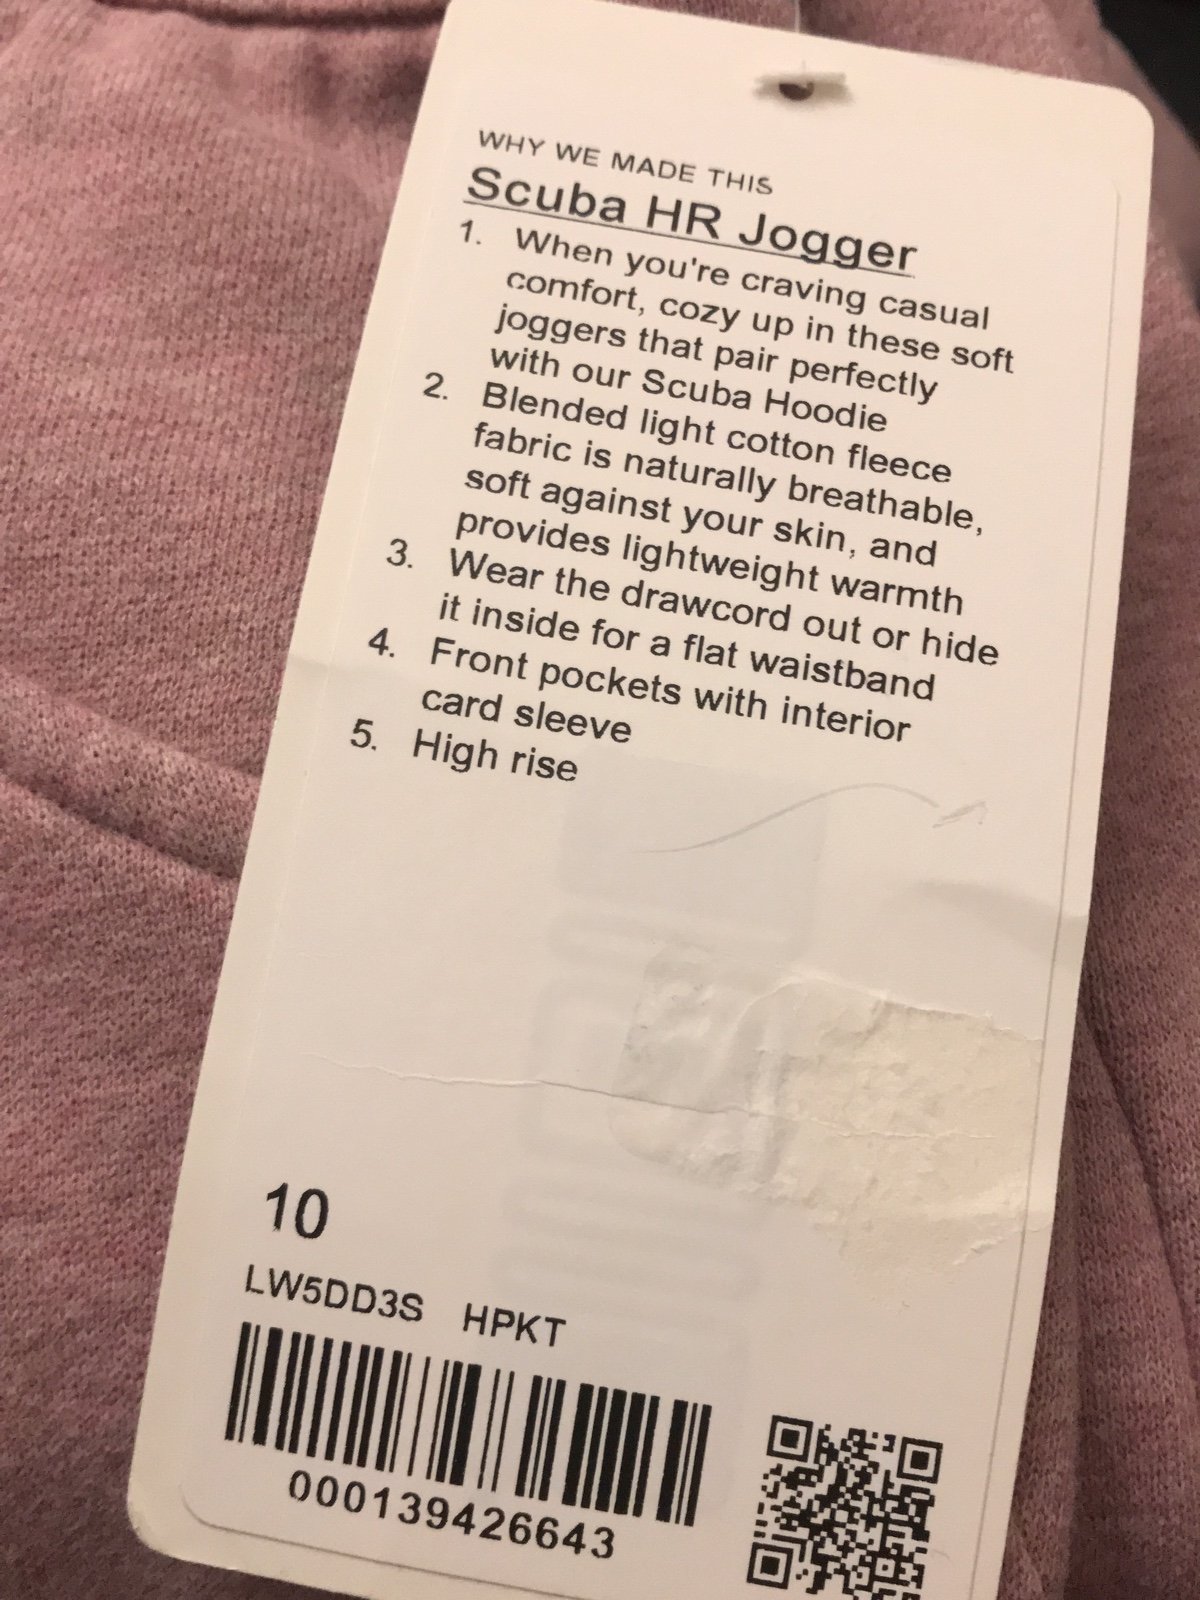 WHY WE MADE THIS
Scuba HR Jogger
1. When you're craving casual
comfort, cozy up in these soft
joggers that pair perfectly
with our Scuba Hoodie
2. Blended light cotton fleece
fabric is naturally breathable,
soft against your skin, and
provides lightweight warmth
3. Wear the drawcord out or hide
it inside for a flat waistband
4. Front pockets with interior
card sleeve
5. High rise
10
LW5DD3S HPKT
000139426643